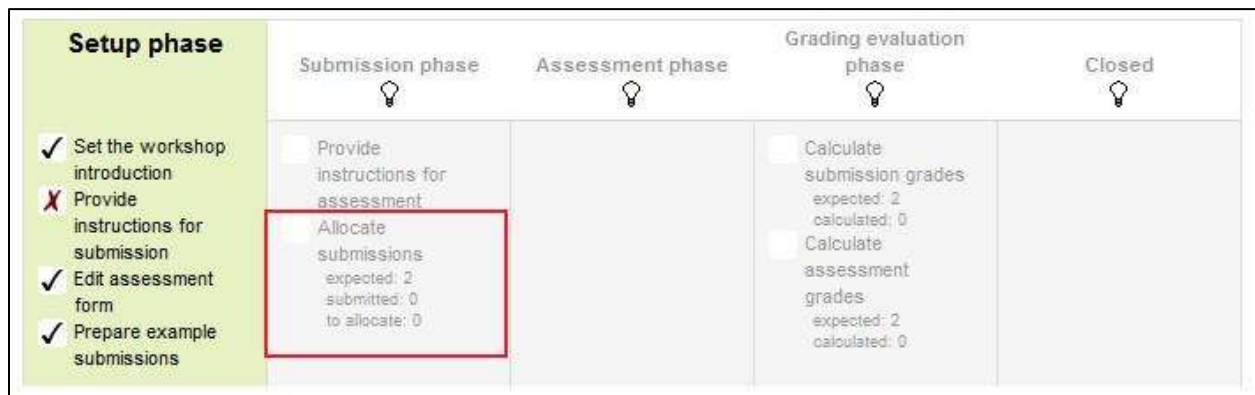 Setup phase
Submission phase
Assessment phase
Grading evaluation
phase
Closed
Set the workshop
introduction
Provide
instructions for
submission
Edit assessment
form
Prepare example
submissions
Provide
instructions for
assessment
Allocate
submissions
expected: 2
submitted: 0
to allocate: 0
Calculate
submission grades
expected: 2
calculated: 0
Calculate
assessment
grades
expected: 2
calculated: 0